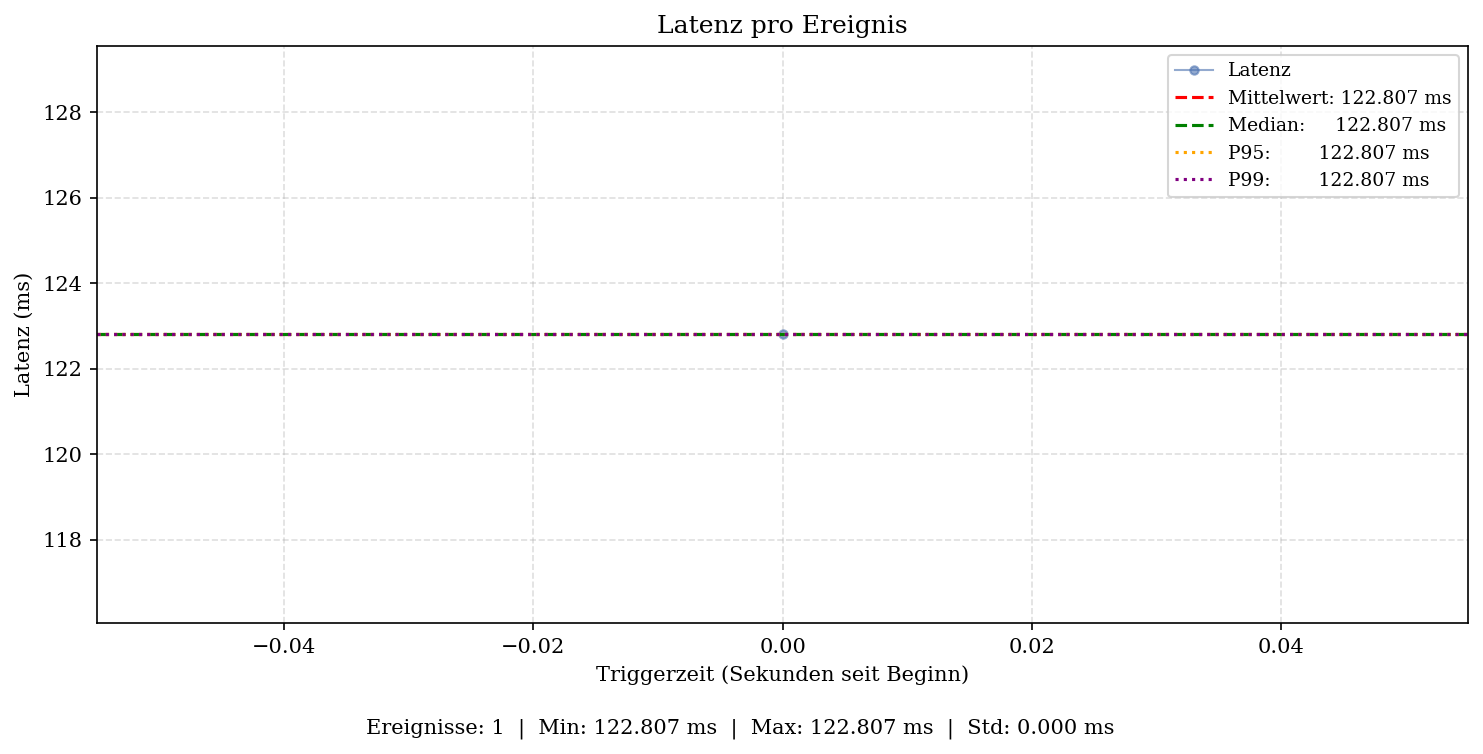 Latenz pro Ereignis
Latenz
Mittelwert: 122.807 ms
Median: 122.807 ms
P95: 122.807 ms
P99: 122.807 ms
Latenz (ms)
128
126
124
122
120
118
−0.04 −0.02 0.00 0.02 0.04
Triggerzeit (Sekunden seit Beginn)
Ereignisse: 1 | Min: 122.807 ms | Max: 122.807 ms | Std: 0.000 ms